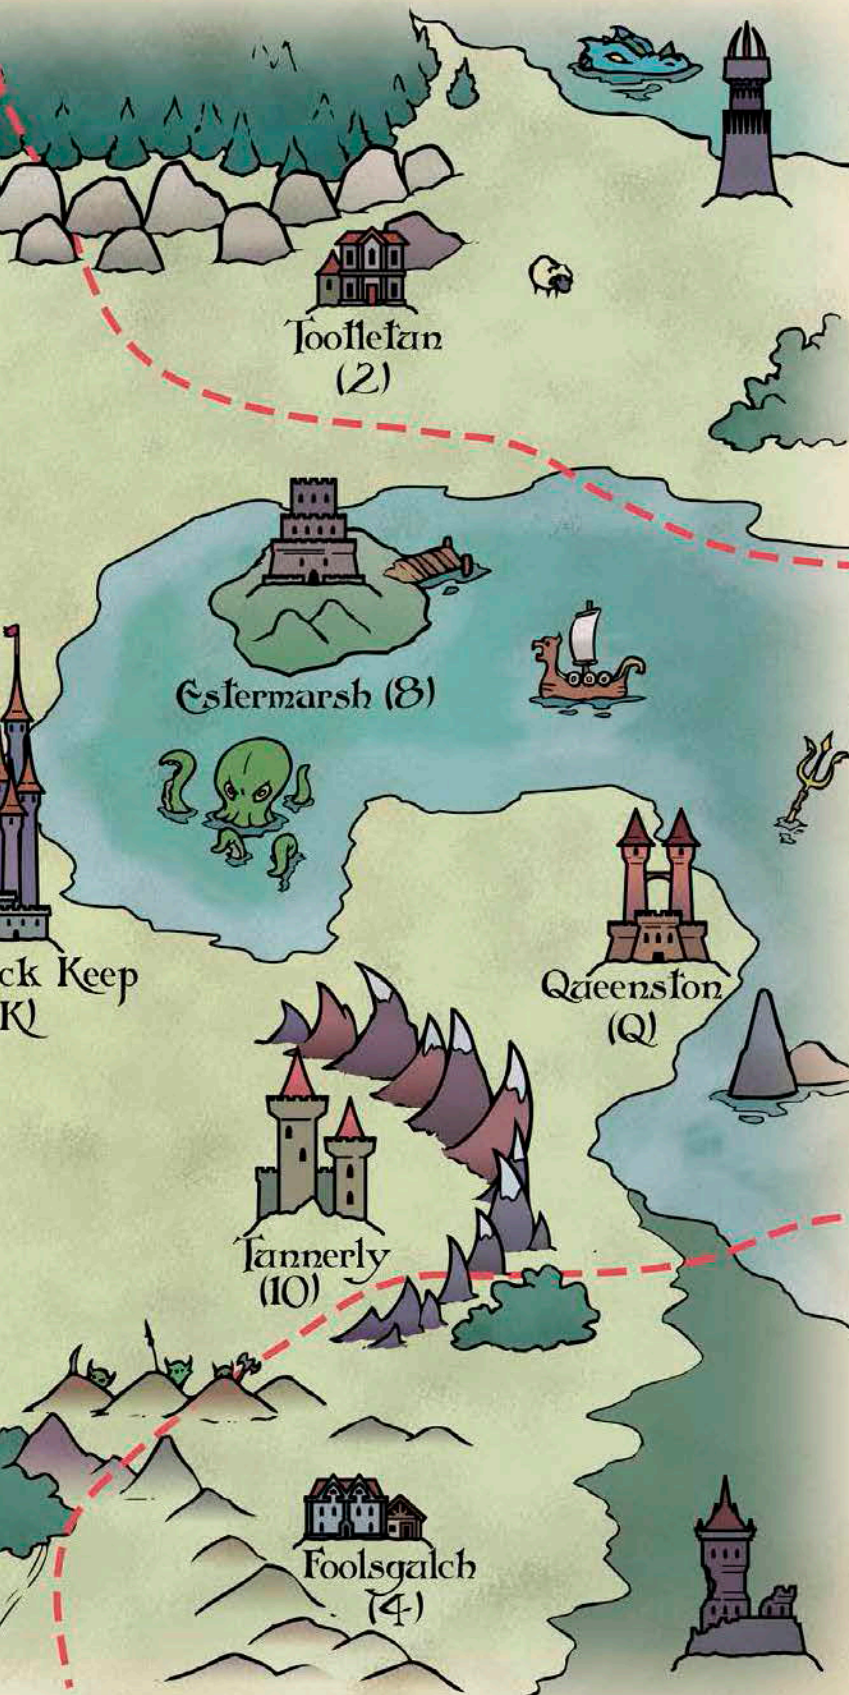 Tootletun
(2)
Estermarsh (8)
ck Keep
K)
Queenston
(Q)
Tannerly
(10)
Foolsgulch
(4)